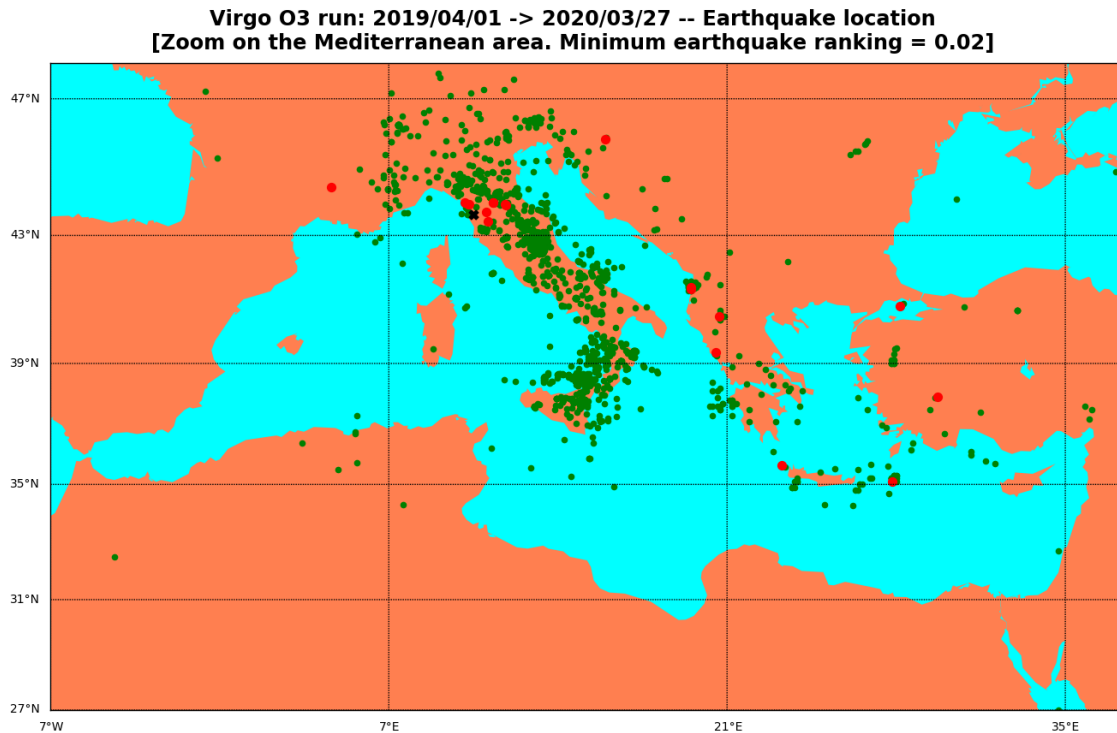 Virgo O3 run: 2019/04/01 -> 2020/03/27 -- Earthquake location
[Zoom on the Mediterranean area. Minimum earthquake ranking = 0.02]
47°N
43°N
39°N
35°N
31°N
27°N
7°W
7°E
21°E
35°E